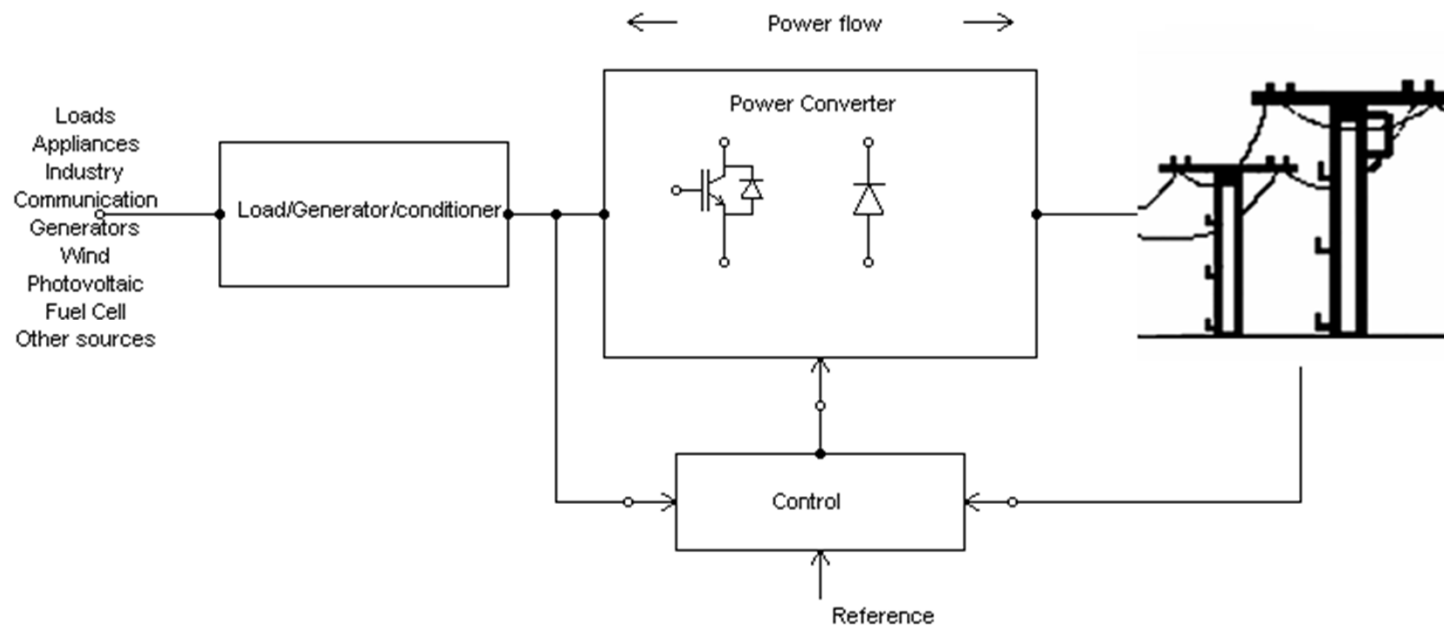 Power flow
Power Converter
Loads
Appliances
Industry
Communication
Generators
Wind
Photovoltaic
Fuel Cell
Other sources
Load/Generator/conditioner
Control
Reference